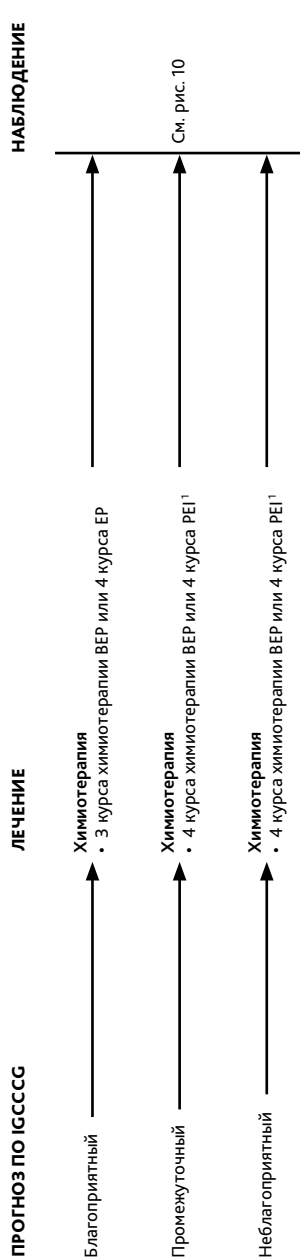 ПРОГНОЗ ПО IGCCCG
ЛЕЧЕНИЕ
НАБЛЮДЕНИЕ
Благоприятный
Химиотерапия
• 3 курса химиотерапии BEP или 4 курса EP
Промежуточный
Химиотерапия
• 4 курса химиотерапии BEP или 4 курса PEI¹
См. рис. 10
Неблагоприятный
Химиотерапия
• 4 курса химиотерапии BEP или 4 курса PEI¹